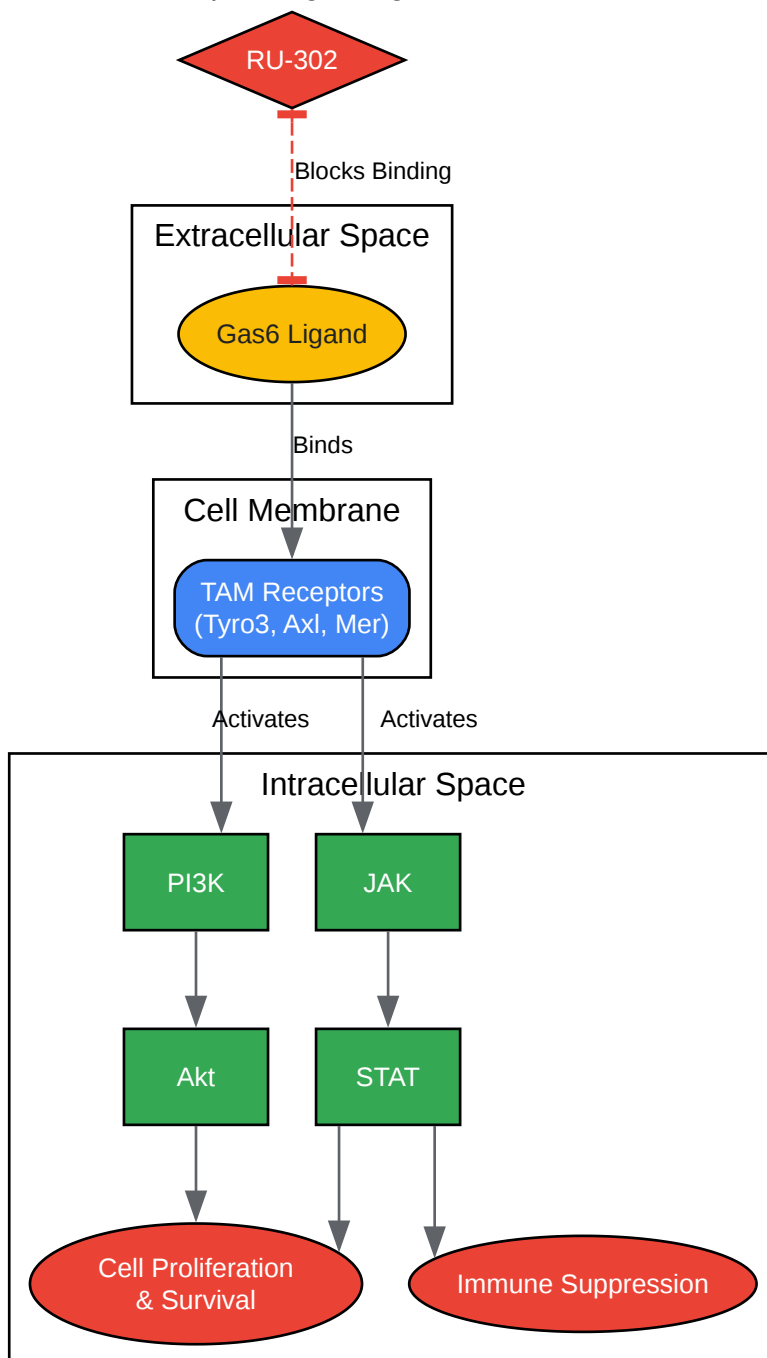 RU-302
Blocks Binding
Extracellular Space
Gas6 Ligand
Binds
Cell Membrane
TAM Receptors
(Tyro3, Axl, Mer)
Activates
Activates
Intracellular Space
PI3K
JAK
Akt
STAT
Cell Proliferation
& Survival
Immune Suppression